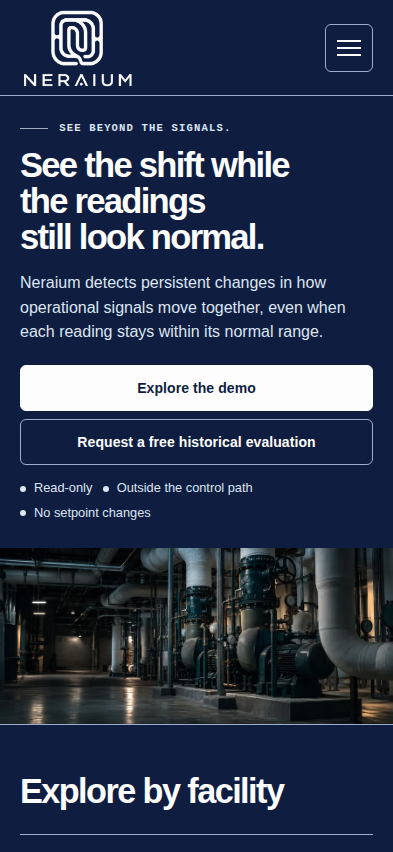 NERAIUM
SEE BEYOND THE SIGNALS.
See the shift while
the readings
still look normal.
Neraium detects persistent changes in how
operational signals move together, even when
each reading stays within its normal range.
Explore the demo
Request a free historical evaluation
Read-only
Outside the control path
No setpoint changes
Explore by facility